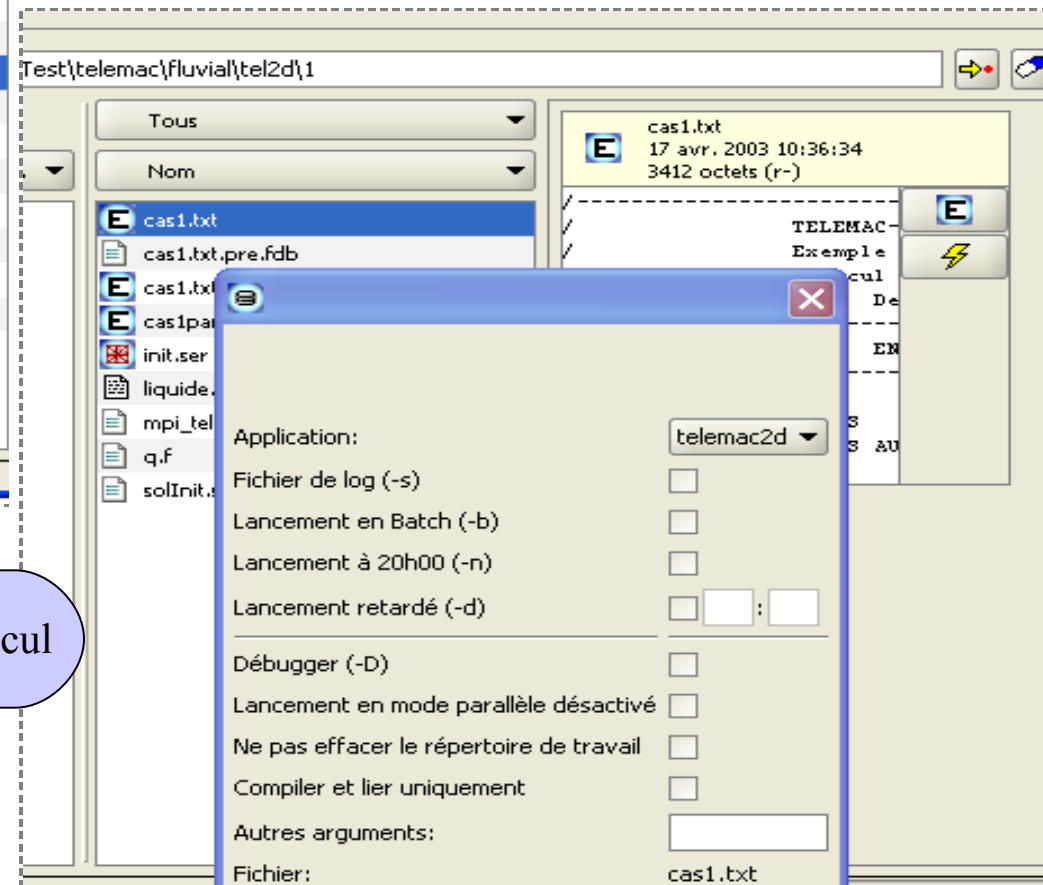 Test\telemac\fluvial\tel2d\1
Tous
Nom
cas1.txt
cas1.txt.pre.fdb
cas1.txt
cas1par
init.ser
liquide.
mpi_tel
q.f
solInit.s
cas1.txt
17 avr. 2003 10:36:34
3412 octets (r-)
/----------------------------
/ TELEMAC-
/ Exemple
/ cul
De
EN
S
S AU
Application:
telemac2d
Fichier de log (-s)
Lancement en Batch (-b)
Lancement à 20h00 (-n)
Lancement retardé (-d)
:
Débugger (-D)
Lancement en mode parallèle désactivé
Ne pas effacer le répertoire de travail
Compiler et lier uniquement
Autres arguments:
Fichier:
cas1.txt
cul